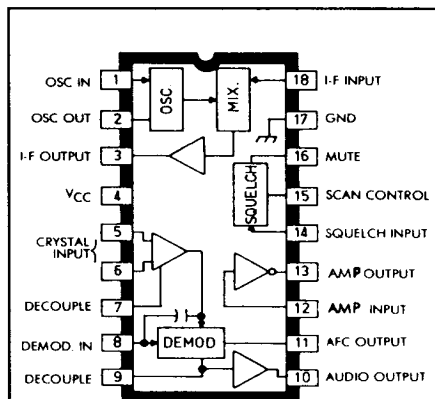 OSC IN 1
OSC OUT 2
I-F OUTPUT 3
VCC 4
5
CRYSTAL INPUT
6
DECOUPLE 7
DEMOD. IN 8
DECOUPLE 9
OSC
MIX.
SQUELCH
DEMOD
18 I-F INPUT
17 GND
16 MUTE
15 SCAN CONTROL
14 SQUELCH INPUT
13 AMP OUTPUT
12 AMP INPUT
11 AFC OUTPUT
10 AUDIO OUTPUT